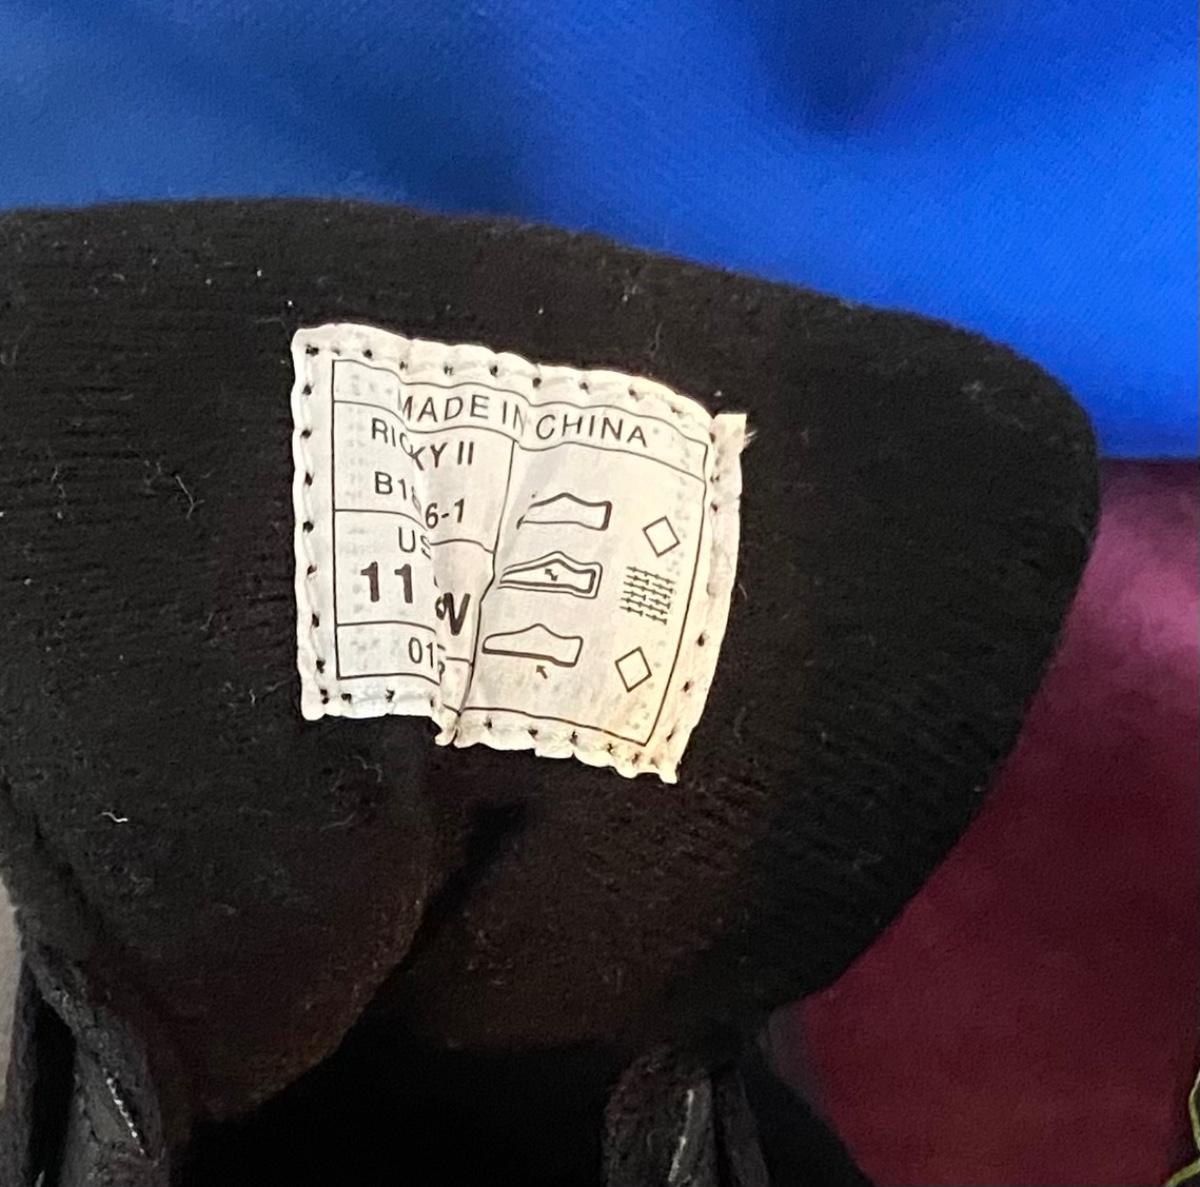 MADE IN CHINA
RICKY II
US
11 W